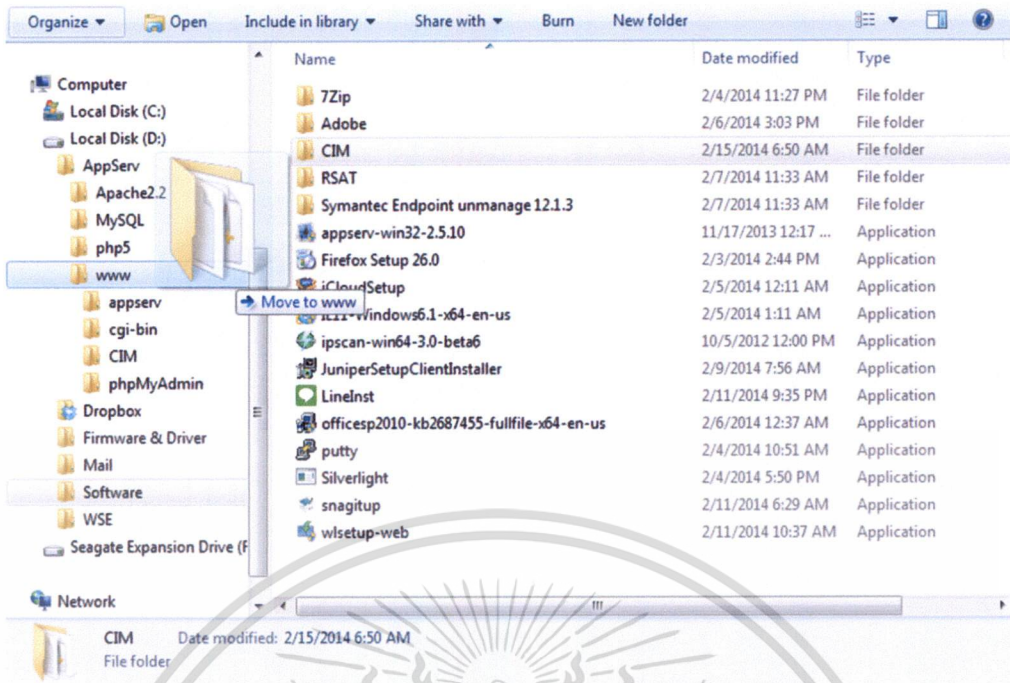 Organize Open Include in library Share with Burn New folder
Name Date modified Type
Computer
Local Disk (C:)
Local Disk (D:)
AppServ
Apache2.2
MySQL
php5
www
appserv
cgi-bin
CIM
phpMyAdmin
Dropbox
Firmware & Driver
Mail
Software
WSE
Seagate Expansion Drive (F
Network
7Zip 2/4/2014 11:27 PM File folder
Adobe 2/6/2014 3:03 PM File folder
CIM 2/15/2014 6:50 AM File folder
RSAT 2/7/2014 11:33 AM File folder
Symantec Endpoint unmanage 12.1.3 2/7/2014 11:33 AM File folder
appserv-win32-2.5.10 11/17/2013 12:17 ... Application
Firefox Setup 26.0 2/3/2014 2:44 PM Application
iCloudSetup 2/5/2014 12:11 AM Application
Move to www
IE11-Windows6.1-x64-en-us 2/5/2014 1:11 AM Application
ipscan-win64-3.0-beta6 10/5/2012 12:00 PM Application
JuniperSetupClientInstaller 2/9/2014 7:56 AM Application
LineInst 2/11/2014 9:35 PM Application
officesp2010-kb2687455-fullfile-x64-en-us 2/6/2014 12:37 AM Application
putty 2/4/2014 10:51 AM Application
Silverlight 2/4/2014 5:50 PM Application
snagitup 2/11/2014 6:29 AM Application
wlsetup-web 2/11/2014 10:37 AM Application
CIM Date modified: 2/15/2014 6:50 AM
File folder